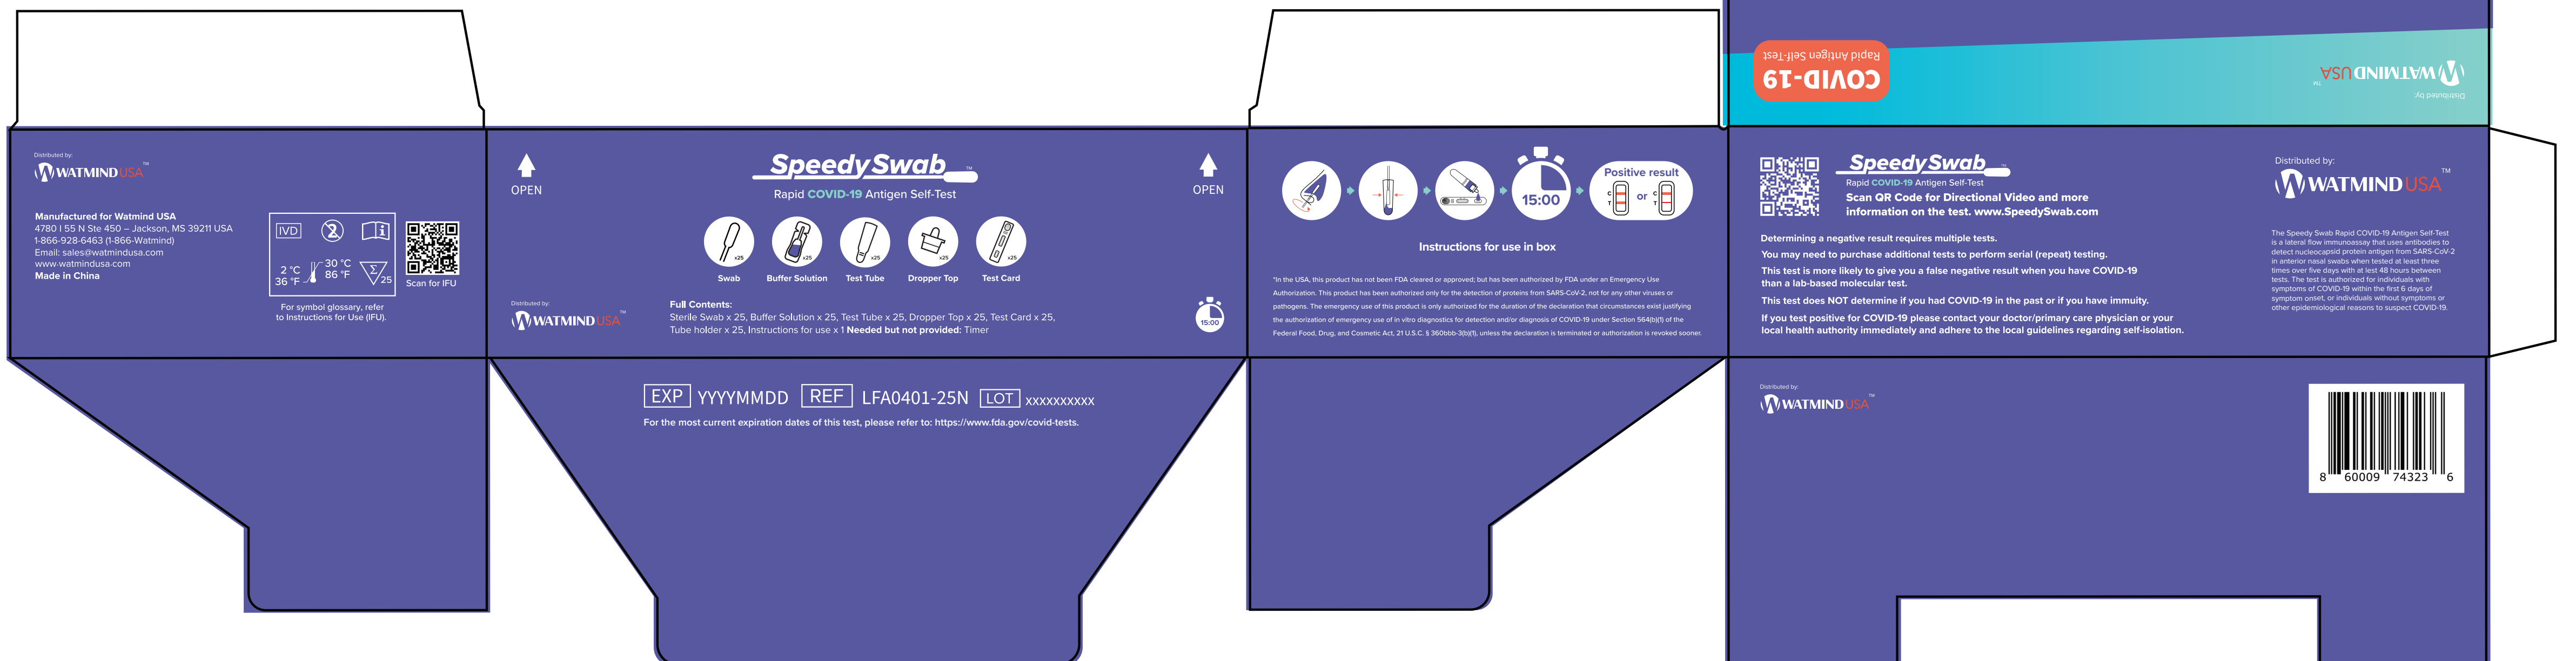 COVID-19
Rapid Antigen Self-Test
Distributed by:
WATMIND USA™
Distributed by:
WATMIND USA™
Manufactured for Watmind USA
4780 I 55 N Ste 450 – Jackson, MS 39211 USA
1-866-928-6463 (1-866-Watmind)
Email: sales@watmindusa.com
www.watmindusa-com
Made in China
IVD
2
i
2 °C
36 °F
30 °C
86 °F
Σ
25
For symbol glossary, refer
to Instructions for Use (IFU).
Scan for IFU
OPEN
Speedy Swab™
Rapid COVID-19 Antigen Self-Test
OPEN
x25
x25
x25
x25
x25
Swab
Buffer Solution
Test Tube
Dropper Top
Test Card
Distributed by:
WATMIND USA™
Full Contents:
Sterile Swab x 25, Buffer Solution x 25, Test Tube x 25, Dropper Top x 25, Test Card x 25,
Tube holder x 25, Instructions for use x 1 Needed but not provided: Timer
15:00
15:00
Positive result
C
T
or
C
T
Instructions for use in box
*In the USA, this product has not been FDA cleared or approved; but has been authorized by FDA under an Emergency Use
Authorization. This product has been authorized only for the detection of proteins from SARS-CoV-2, not for any other viruses or
pathogens. The emergency use of this product is only authorized for the duration of the declaration that circumstances exist justifying
the authorization of emergency use of in vitro diagnostics for detection and/or diagnosis of COVID-19 under Section 564(b)(1) of the
Federal Food, Drug, and Cosmetic Act, 21 U.S.C. § 360bbb-3(b)(1), unless the declaration is terminated or authorization is revoked sooner.
Speedy Swab™
Rapid COVID-19 Antigen Self-Test
Scan QR Code for Directional Video and more
information on the test. www.SpeedySwab.com
Determining a negative result requires multiple tests.
You may need to purchase additional tests to perform serial (repeat) testing.
This test is more likely to give you a false negative result when you have COVID-19
than a lab-based molecular test.
This test does NOT determine if you had COVID-19 in the past or if you have immuity.
If you test positive for COVID-19 please contact your doctor/primary care physician or your
local health authority immediately and adhere to the local guidelines regarding self-isolation.
Distributed by:
WATMIND USA™
The Speedy Swab Rapid COVID-19 Antigen Self-Test
is a lateral flow immunoassay that uses antibodies to
detect nucleocapsid protein antigen from SARS-CoV-2
in anterior nasal swabs when tested at least three
times over five days with at lest 48 hours between
tests. The test is authorized for individuals with
symptoms of COVID-19 within the first 6 days of
symptom onset, or individuals without symptoms or
other epidemiological reasons to suspect COVID-19.
EXP YYYYMMDD REF LFA0401-25N LOT xxxxxxxxxx
For the most current expiration dates of this test, please refer to: https://www.fda.gov/covid-tests.
Distributed by:
WATMIND USA™
8 60009 74323 6